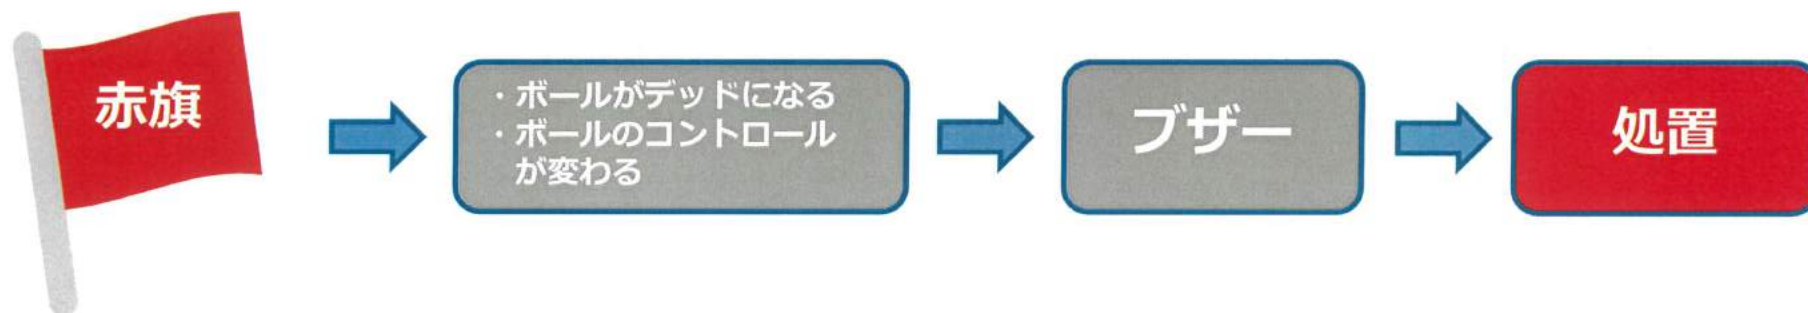 赤旗
・ボールがデッドになる
・ボールのコントロール
が変わる
ブザー
処置